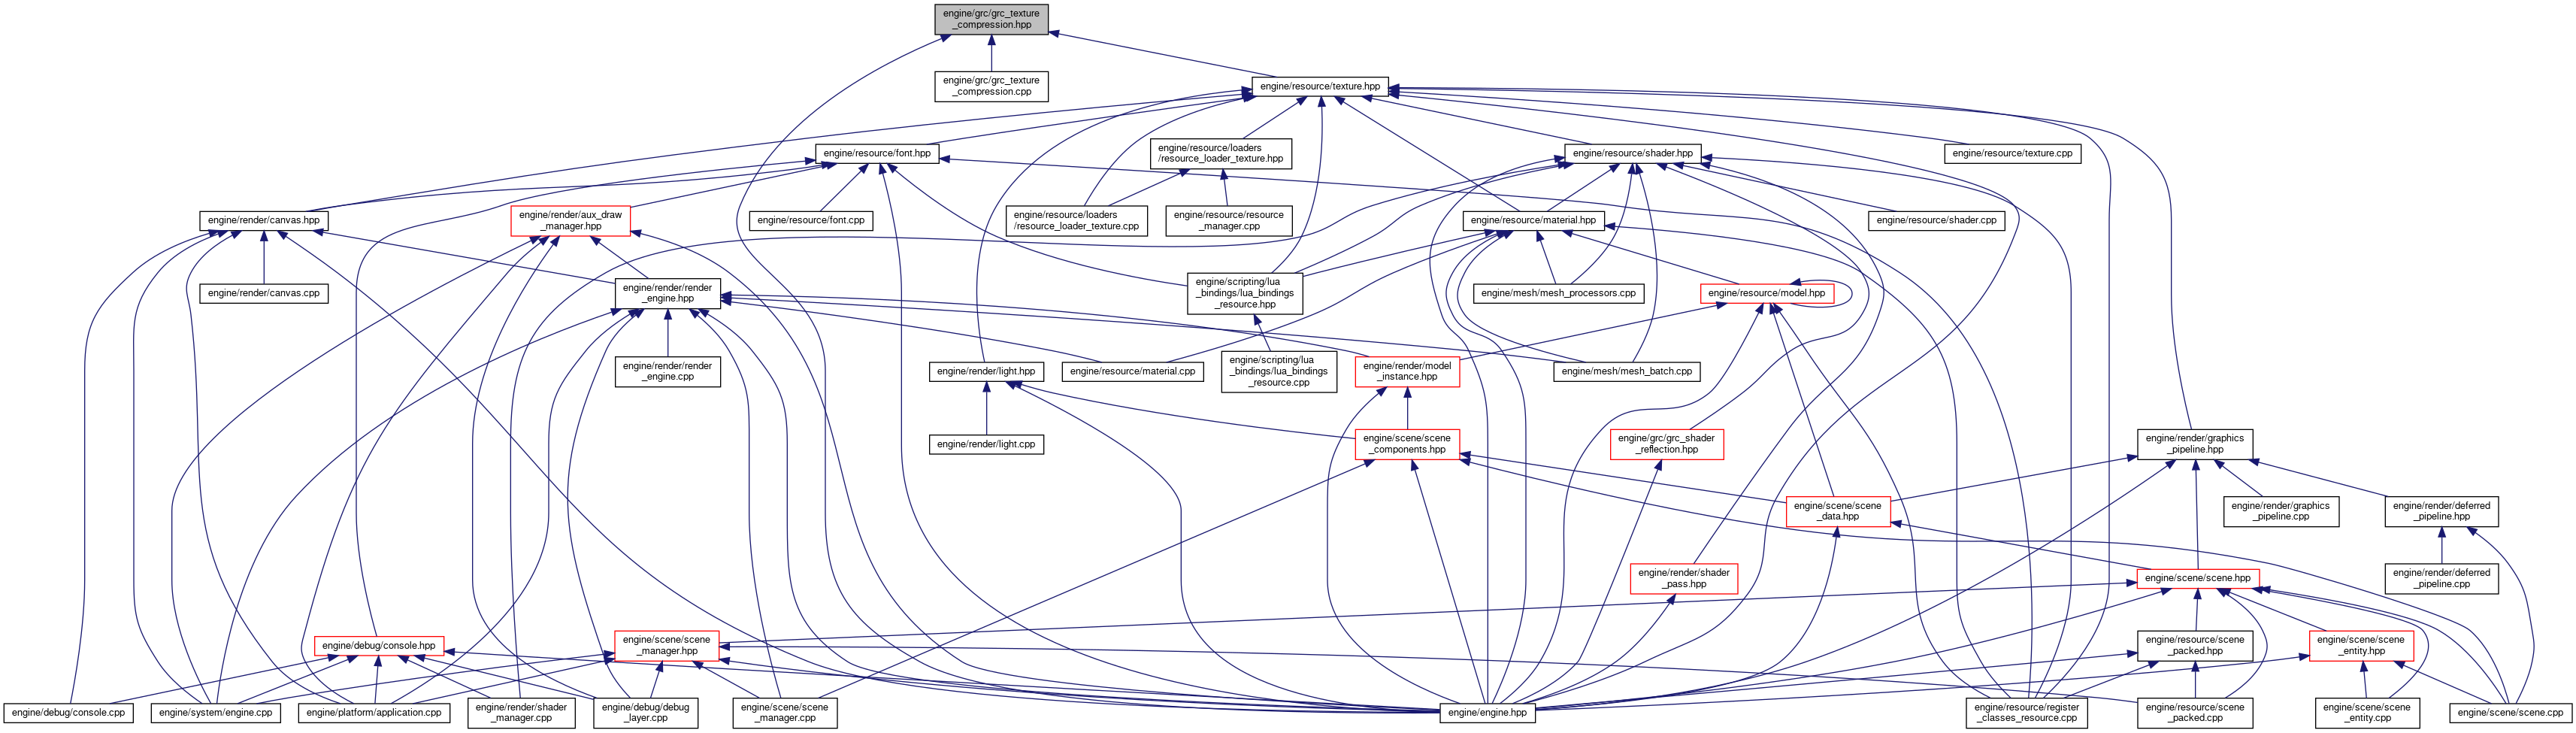 engine/grc/grc_texture
_compression.hpp
engine/grc/grc_texture
_compression.cpp
engine/resource/texture.hpp
engine/resource/font.hpp
engine/resource/loaders
/resource_loader_texture.hpp
engine/resource/shader.hpp
engine/resource/texture.cpp
engine/render/canvas.hpp
engine/render/aux_draw
_manager.hpp
engine/resource/font.cpp
engine/resource/loaders
/resource_loader_texture.cpp
engine/resource/resource
_manager.cpp
engine/resource/material.hpp
engine/resource/shader.cpp
engine/render/canvas.cpp
engine/render/render
_engine.hpp
engine/scripting/lua
_bindings/lua_bindings
_resource.hpp
engine/mesh/mesh_processors.cpp
engine/resource/model.hpp
engine/render/render
_engine.cpp
engine/render/light.hpp
engine/resource/material.cpp
engine/scripting/lua
_bindings/lua_bindings
_resource.cpp
engine/render/model
_instance.hpp
engine/mesh/mesh_batch.cpp
engine/render/light.cpp
engine/scene/scene
_components.hpp
engine/grc/grc_shader
_reflection.hpp
engine/render/graphics
_pipeline.hpp
engine/scene/scene
_data.hpp
engine/render/graphics
_pipeline.cpp
engine/render/deferred
_pipeline.hpp
engine/render/shader
_pass.hpp
engine/scene/scene.hpp
engine/render/deferred
_pipeline.cpp
engine/debug/console.hpp
engine/scene/scene
_manager.hpp
engine/resource/scene
_packed.hpp
engine/scene/scene
_entity.hpp
engine/debug/console.cpp
engine/system/engine.cpp
engine/platform/application.cpp
engine/render/shader
_manager.cpp
engine/debug/debug
_layer.cpp
engine/scene/scene
_manager.cpp
engine/engine.hpp
engine/resource/register
_classes_resource.cpp
engine/resource/scene
_packed.cpp
engine/scene/scene
_entity.cpp
engine/scene/scene.cpp